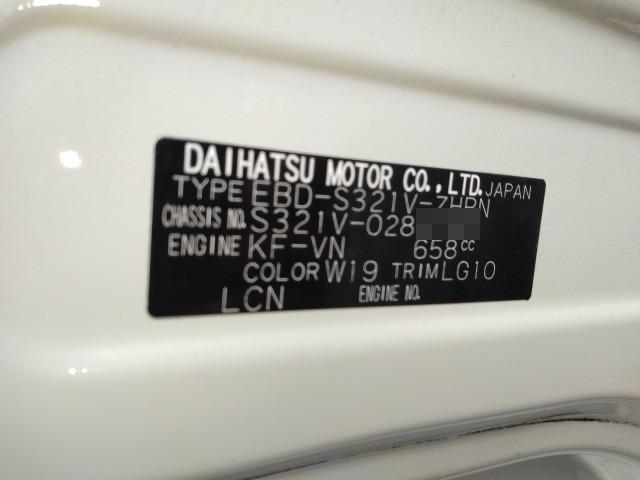 DAIHATSU MOTOR CO., LTD. JAPAN
TYPE EBD-S321V-ZHRN
CHASSIS NO. S321V-028
ENGINE KF-VN 658cc
COLOR W19 TRIM LG10
LCN ENGINE NO.